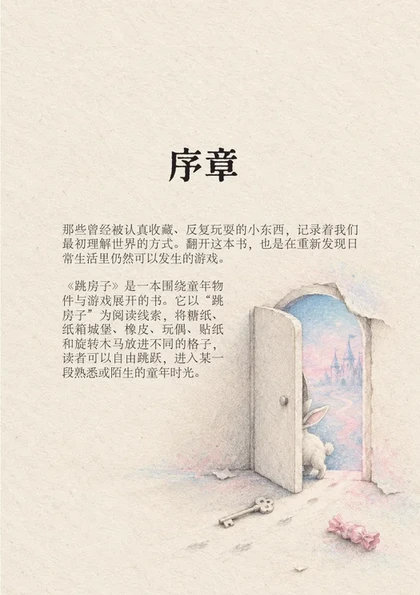 序章
那些曾经被认真收藏、反复玩耍的小东西，记录着我们
最初理解世界的方式。翻开这本书，也是在重新发现日
常生活里仍然可以发生的游戏。
《跳房子》是一本围绕童年物
件与游戏展开的书。它以“跳
房子”为阅读线索，将糖纸、
纸箱城堡、橡皮、玩偶、贴纸
和旋转木马放进不同的格子，
读者可以自由跳跃，进入某一
段熟悉或陌生的童年时光。